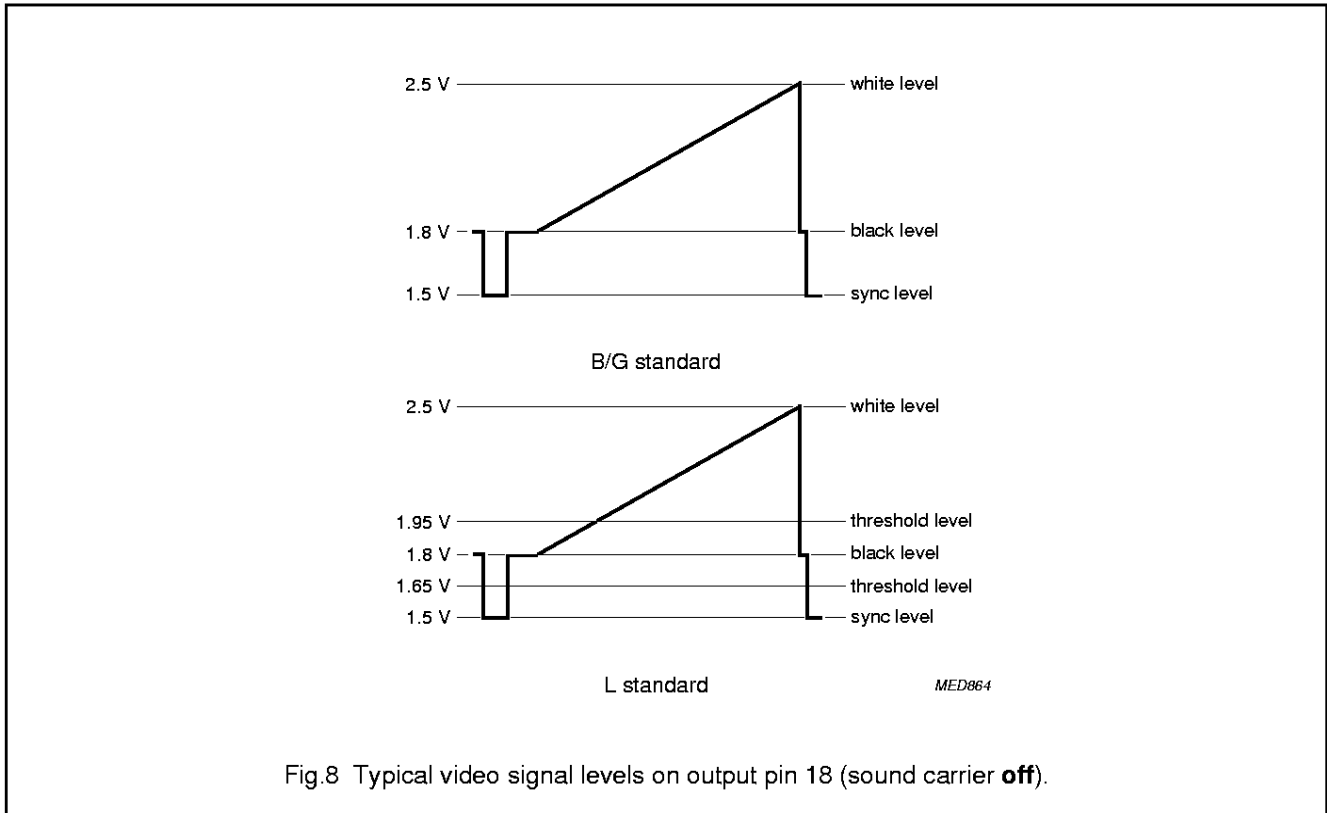 2.5 V white level
1.8 V black level
1.5 V sync level
B/G standard
2.5 V white level
1.95 V threshold level
1.8 V black level
1.65 V threshold level
1.5 V sync level
L standard
MED864
Fig.8 Typical video signal levels on output pin 18 (sound carrier off).